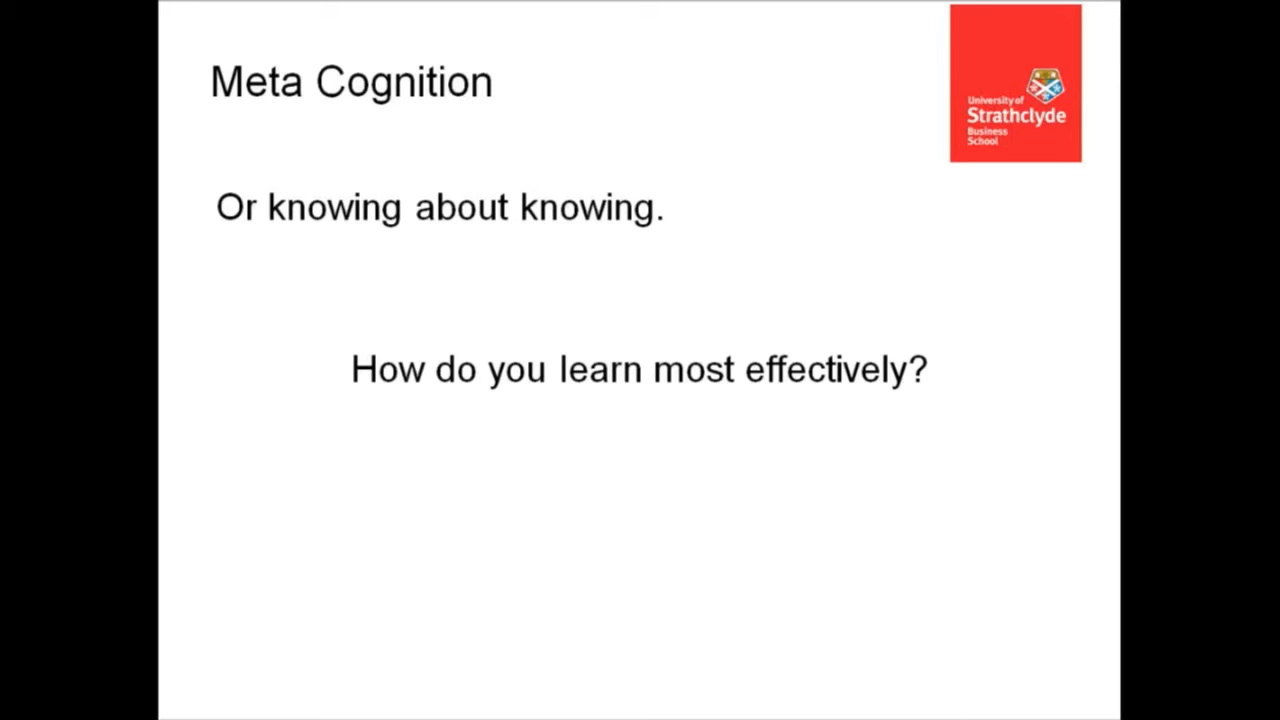 Meta Cognition
University of
Strathclyde
Business
School
Or knowing about knowing.
How do you learn most effectively?